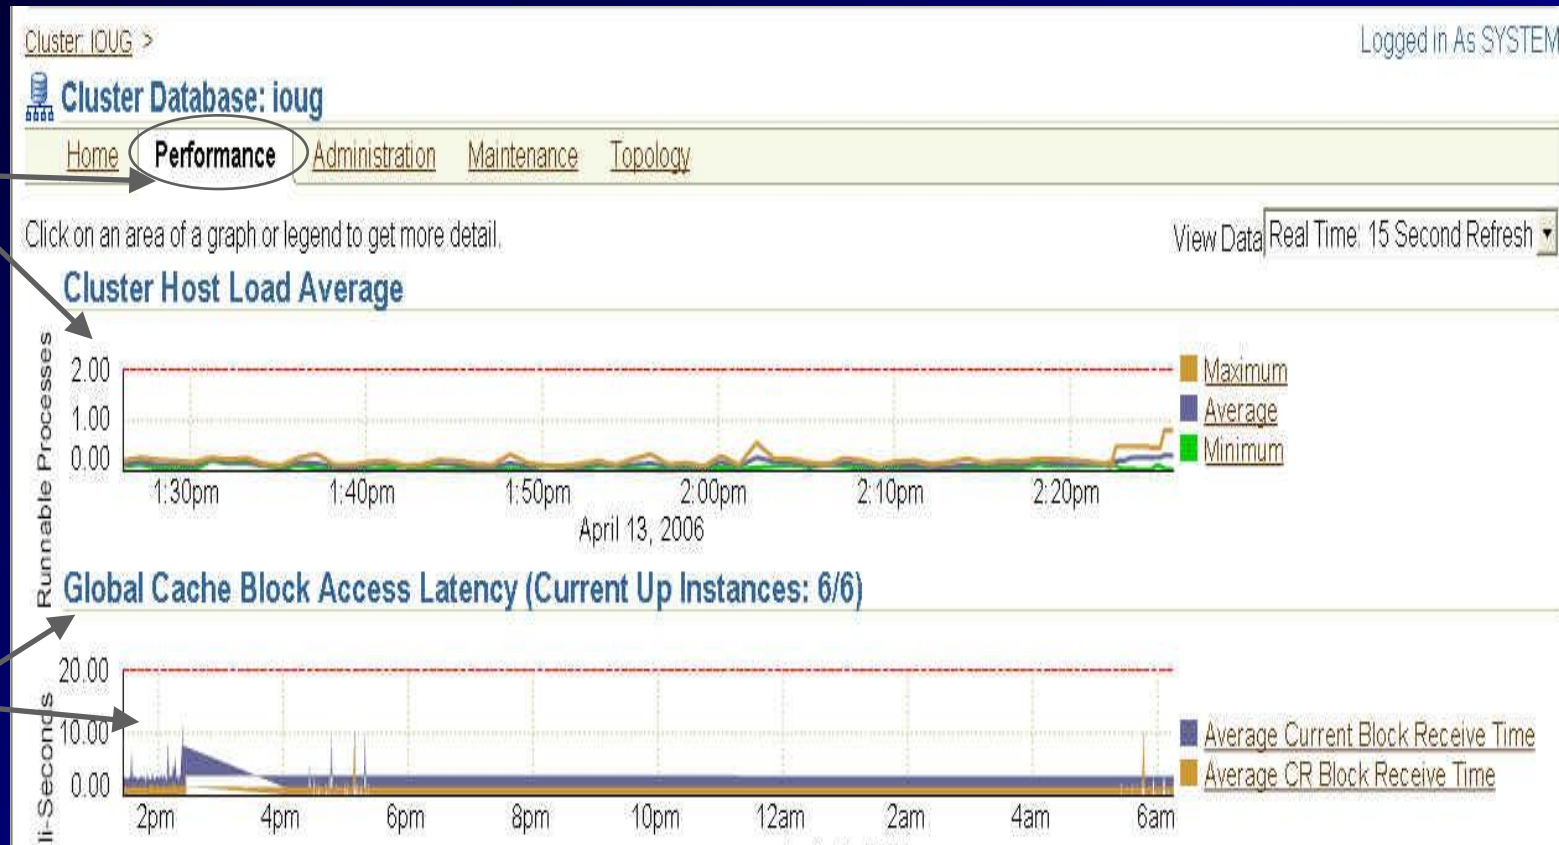 Cluster: IOUG >
Logged in As SYSTEM
Cluster Database: ioug
Home Performance Administration Maintenance Topology
Click on an area of a graph or legend to get more detail.
View Data Real Time: 15 Second Refresh
Cluster Host Load Average
Runnable Processes
2.00
1.00
0.00
1:30pm 1:40pm 1:50pm 2:00pm 2:10pm 2:20pm
April 13, 2006
Maximum
Average
Minimum
Global Cache Block Access Latency (Current Up Instances: 6/6)
li-Seconds
20.00
10.00
0.00
2pm 4pm 6pm 8pm 10pm 12am 2am 4am 6am
Average Current Block Receive Time
Average CR Block Receive Time